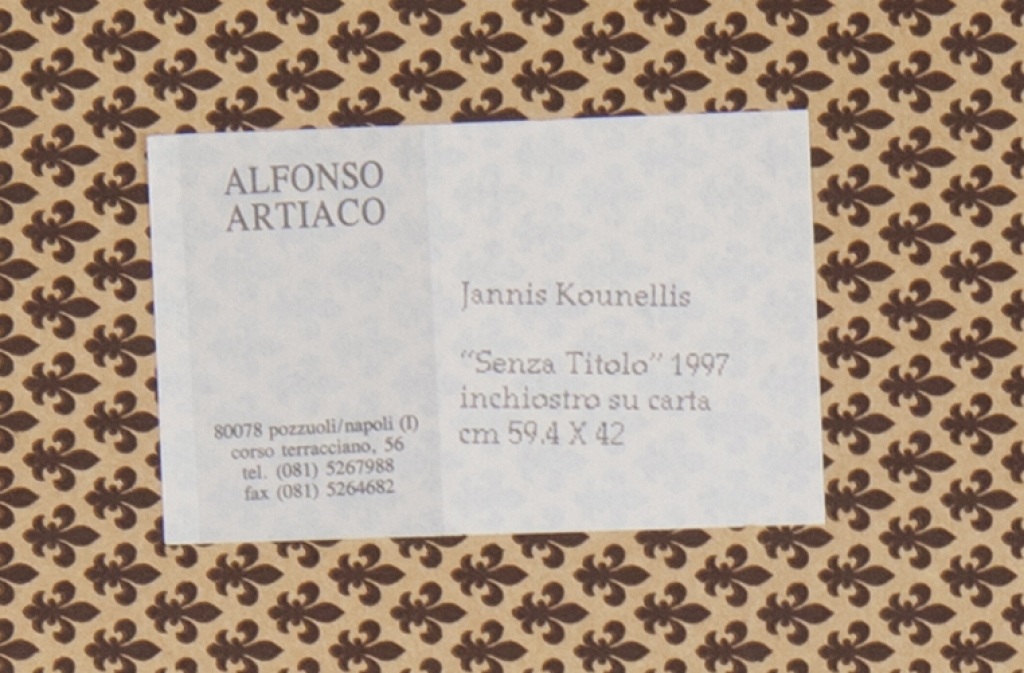 ALFONSO
ARTIACO
80078 pozzuoli/napoli (I)
corso terracciano, 56
tel. (081) 5267988
fax (081) 5264682
Jannis Kounellis
“Senza Titolo” 1997
inchiostro su carta
cm 59.4 X 42